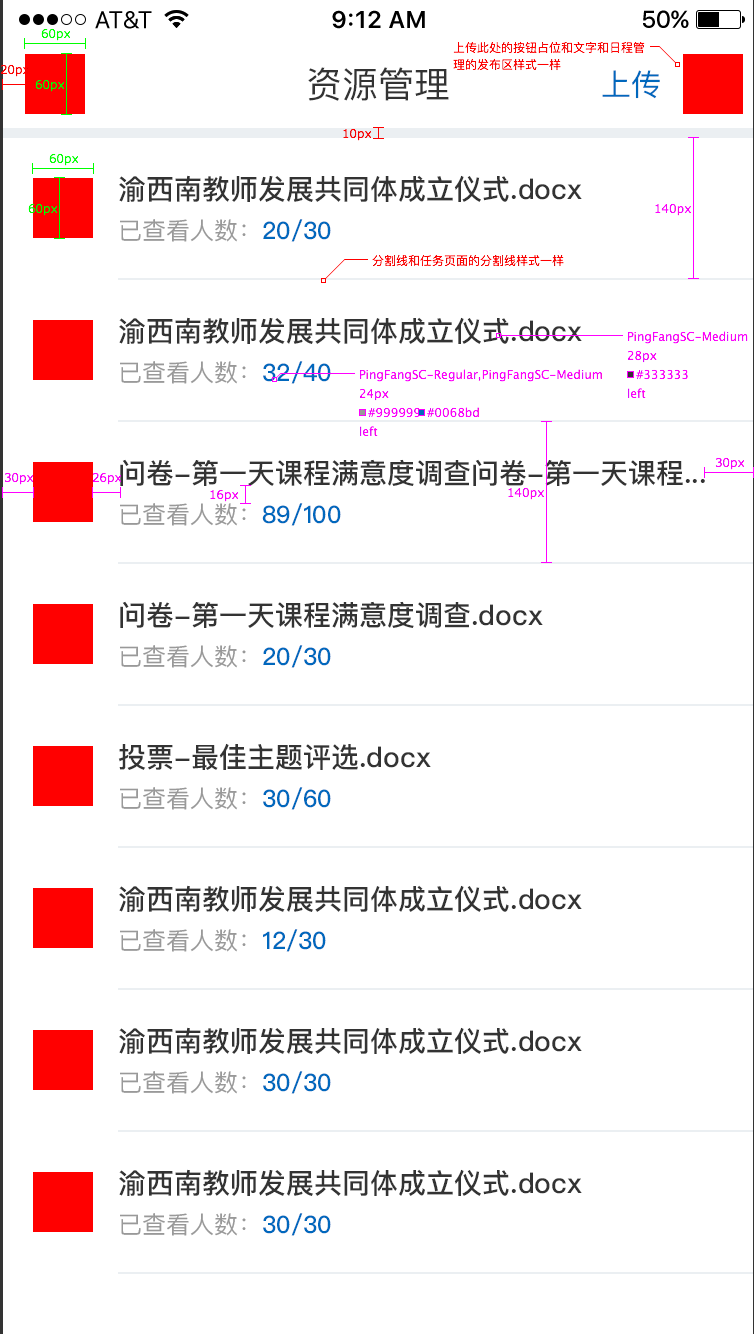 AT&T 9:12 AM 50%
60px
20px
60px
资源管理
上传此处的按钮占位和文字和日程管
理的发布区样式一样
上传
10px
60px
60px
渝西南教师发展共同体成立仪式.docx
已查看人数：20/30
140px
分割线和任务页面的分割线样式一样
渝西南教师发展共同体成立仪式.docx
已查看人数：32/40
PingFangSC-Medium
28px
#333333
left
PingFangSC-Regular,PingFangSC-Medium
24px
#999999 #0068bd
left
30px
26px
问卷–第一天课程满意度调查问卷–第一天课程...
30px
16px
140px
已查看人数：89/100
问卷–第一天课程满意度调查.docx
已查看人数：20/30
投票–最佳主题评选.docx
已查看人数：30/60
渝西南教师发展共同体成立仪式.docx
已查看人数：12/30
渝西南教师发展共同体成立仪式.docx
已查看人数：30/30
渝西南教师发展共同体成立仪式.docx
已查看人数：30/30